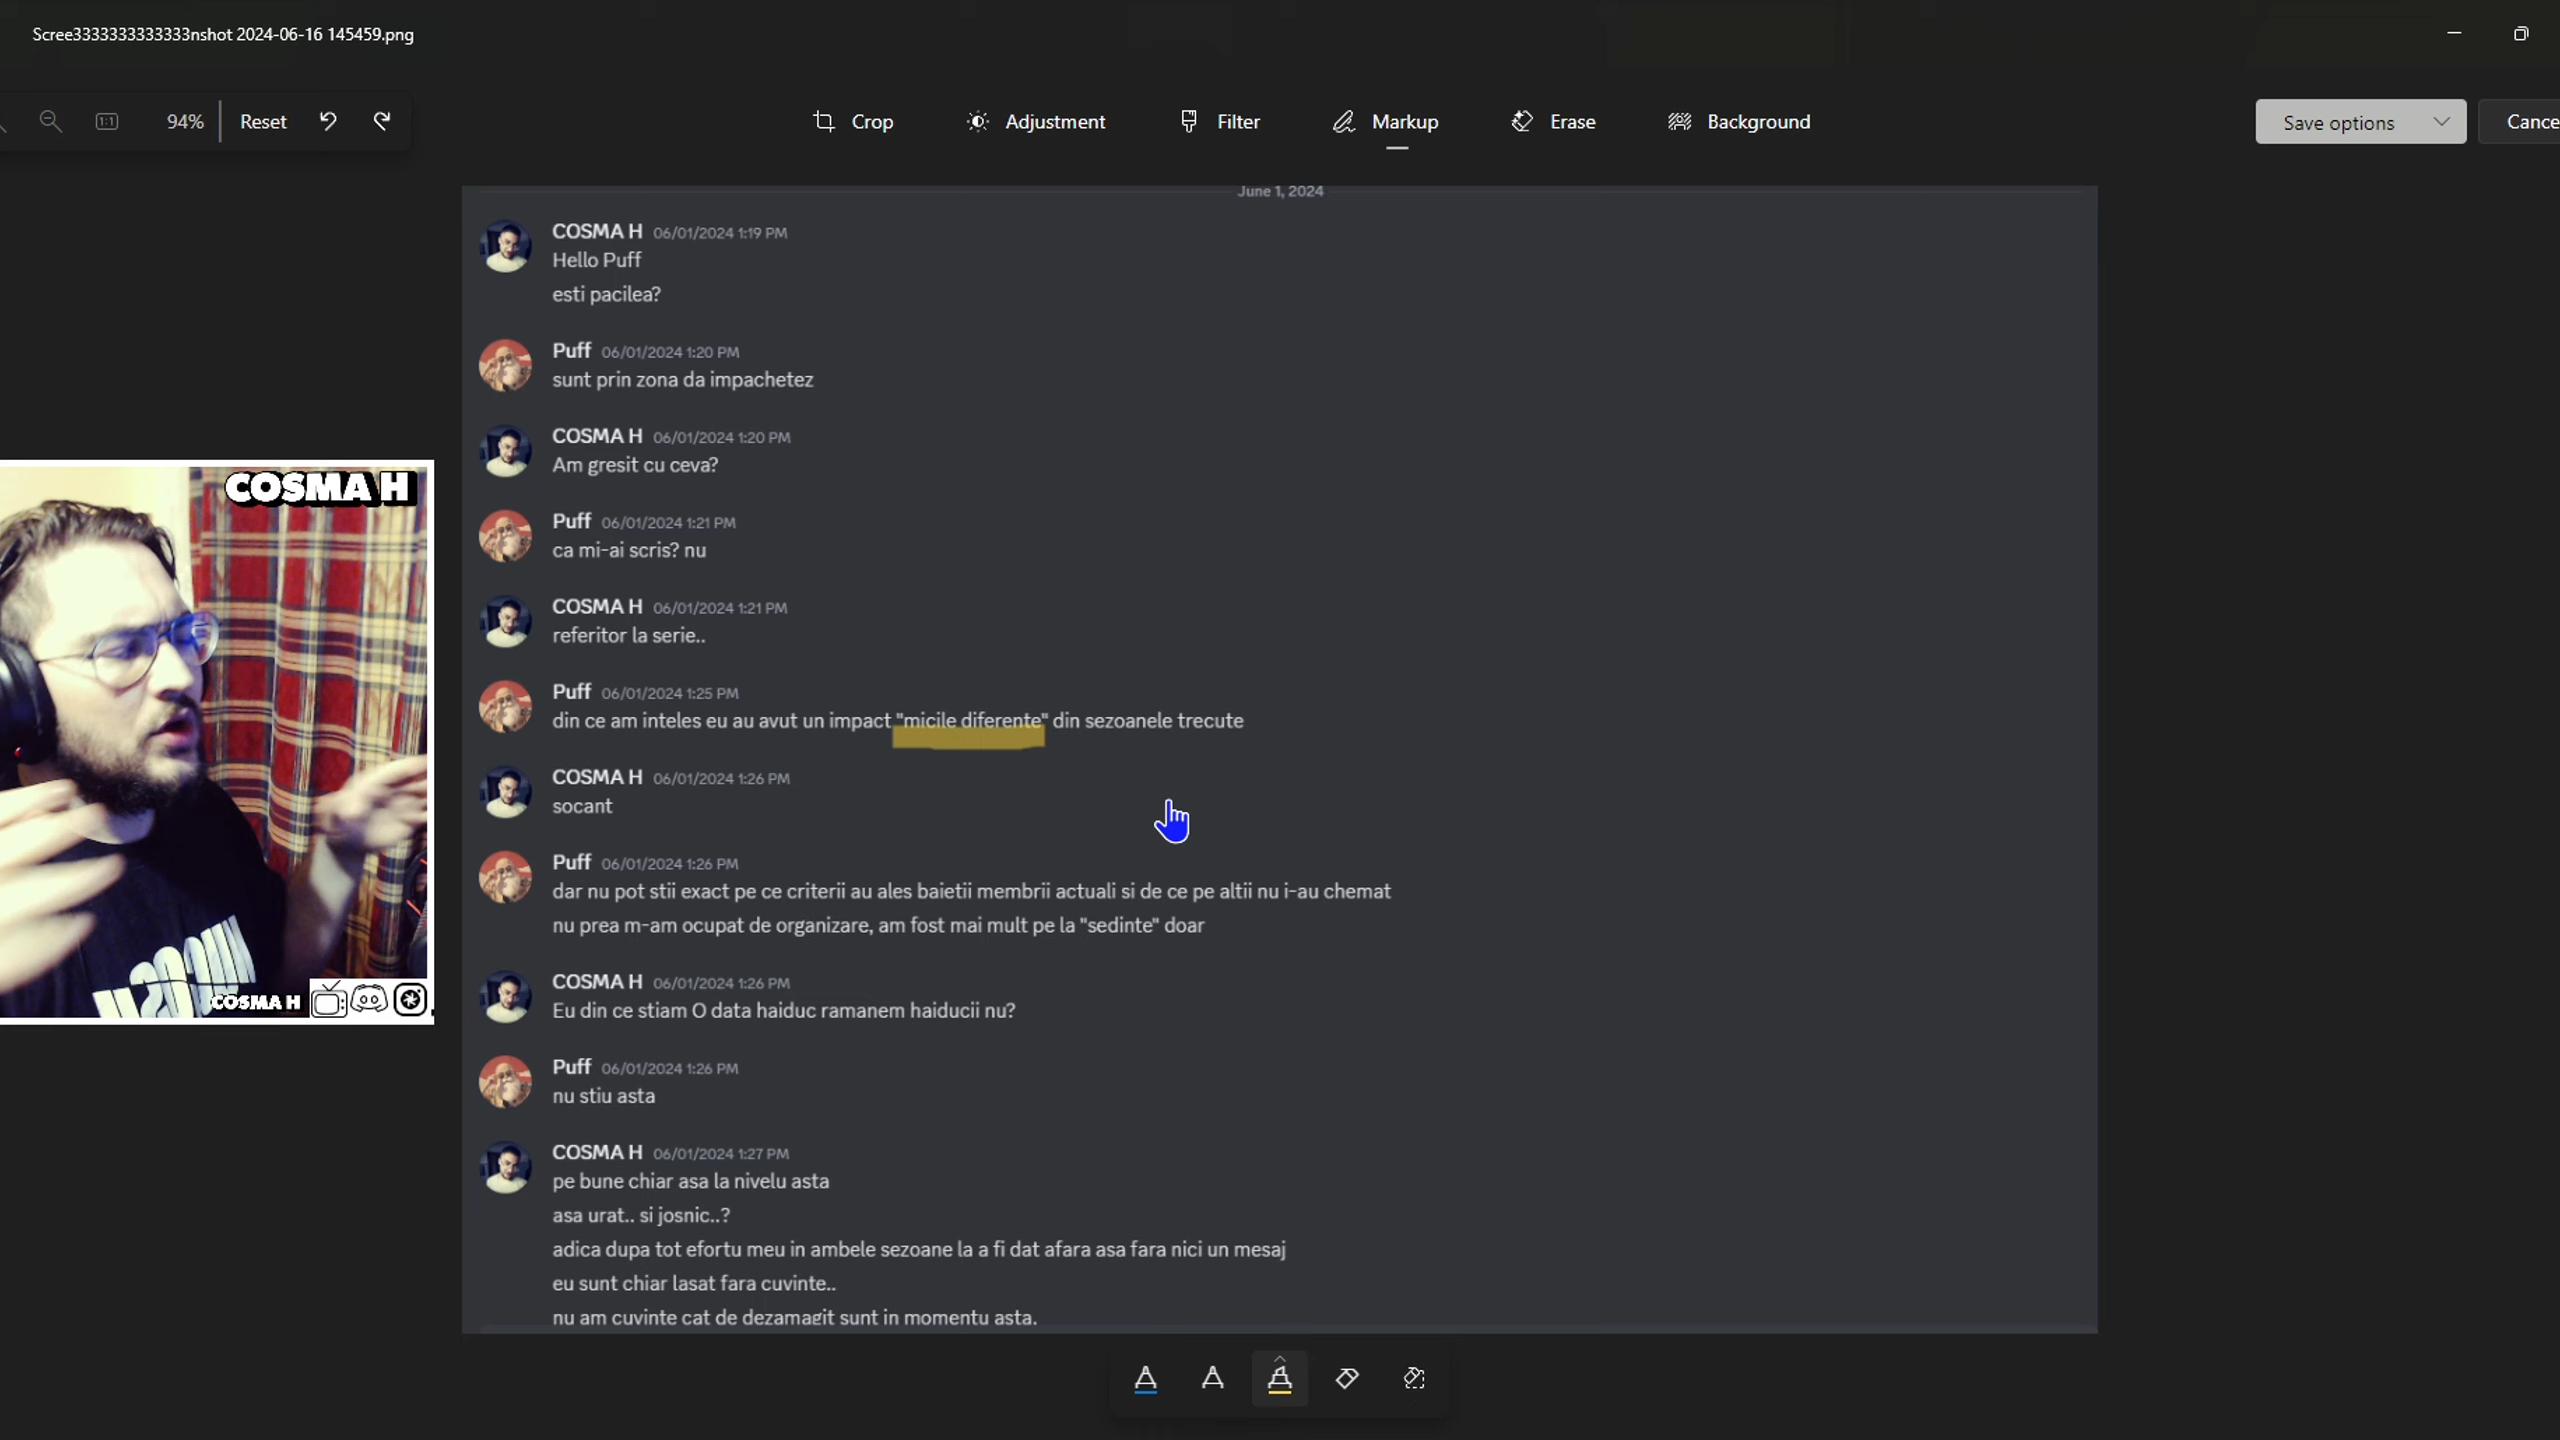 Scree3333333333333nshot 2024-06-16 145459.png
94%
Reset
Crop
Adjustment
Filter
Markup
Erase
Background
Save options
Cance
June 1, 2024
COSMA H 06/01/2024 1:19 PM
Hello Puff
esti pacilea?
Puff 06/01/2024 1:20 PM
sunt prin zona da impachetez
COSMA H 06/01/2024 1:20 PM
Am gresit cu ceva?
Puff 06/01/2024 1:21 PM
ca mi-ai scris? nu
COSMA H 06/01/2024 1:21 PM
referitor la serie..
Puff 06/01/2024 1:25 PM
din ce am inteles eu au avut un impact "micile diferente" din sezoanele trecute
COSMA H 06/01/2024 1:26 PM
socant
Puff 06/01/2024 1:26 PM
dar nu pot stii exact pe ce criterii au ales baietii membrii actuali si de ce pe altii nu i-au chemat
nu prea m-am ocupat de organizare, am fost mai mult pe la "sedinte" doar
COSMA H 06/01/2024 1:26 PM
Eu din ce stiam O data haiduc ramanem haiducii nu?
Puff 06/01/2024 1:26 PM
nu stiu asta
COSMA H 06/01/2024 1:27 PM
pe bune chiar asa la nivelu asta
asa urat.. si josnic..?
adica dupa tot efortu meu in ambele sezoane la a fi dat afara asa fara nici un mesaj
eu sunt chiar lasat fara cuvinte..
nu am cuvinte cat de dezamagit sunt in momentu asta.
COSMA H
COSMA H